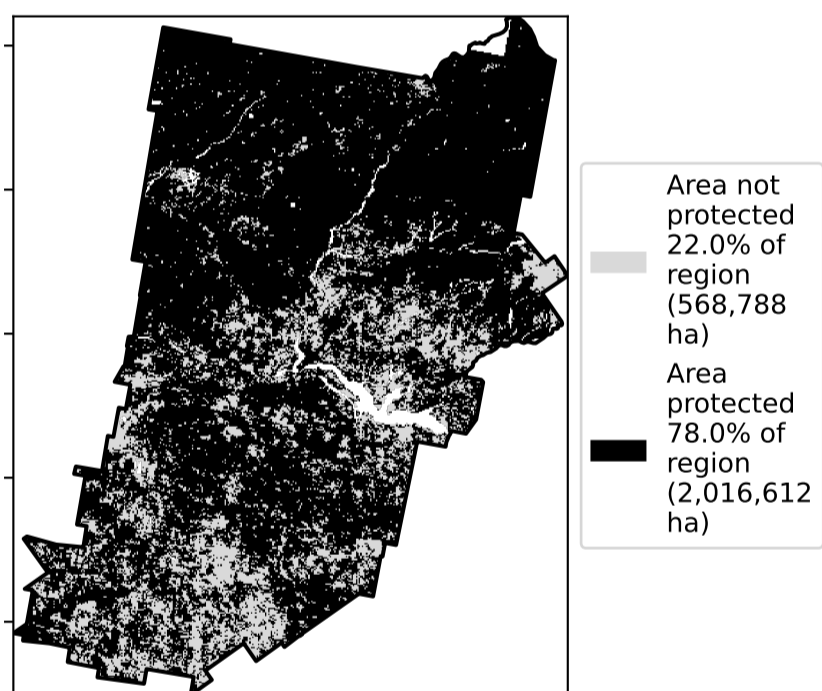 Area not
protected
22.0% of
region
(568,788
ha)
Area
protected
78.0% of
region
(2,016,612
ha)